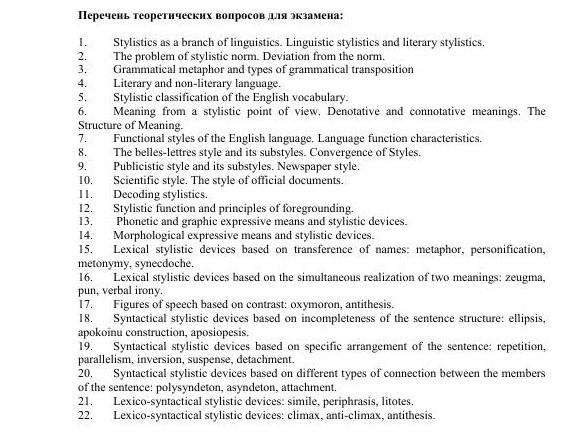 Перечень теоретических вопросов для экзамена:
1. Stylistics as a branch of linguistics. Linguistic stylistics and literary stylistics.
2. The problem of stylistic norm. Deviation from the norm.
3. Grammatical metaphor and types of grammatical transposition
4. Literary and non-literary language.
5. Stylistic classification of the English vocabulary.
6. Meaning from a stylistic point of view. Denotative and connotative meanings. The
Structure of Meaning.
7. Functional styles of the English language. Language function characteristics.
8. The belles-lettres style and its substyles. Convergence of Styles.
9. Publicistic style and its substyles. Newspaper style.
10. Scientific style. The style of official documents.
11. Decoding stylistics.
12. Stylistic function and principles of foregrounding.
13. Phonetic and graphic expressive means and stylistic devices.
14. Morphological expressive means and stylistic devices.
15. Lexical stylistic devices based on transference of names: metaphor, personification,
metonymy, synecdoche.
16. Lexical stylistic devices based on the simultaneous realization of two meanings: zeugma,
pun, verbal irony.
17. Figures of speech based on contrast: oxymoron, antithesis.
18. Syntactical stylistic devices based on incompleteness of the sentence structure: ellipsis,
apokoinu construction, aposiopesis.
19. Syntactical stylistic devices based on specific arrangement of the sentence: repetition,
parallelism, inversion, suspense, detachment.
20. Syntactical stylistic devices based on different types of connection between the members
of the sentence: polysyndeton, asyndeton, attachment.
21. Lexico-syntactical stylistic devices: simile, periphrasis, litotes.
22. Lexico-syntactical stylistic devices: climax, anti-climax, antithesis.